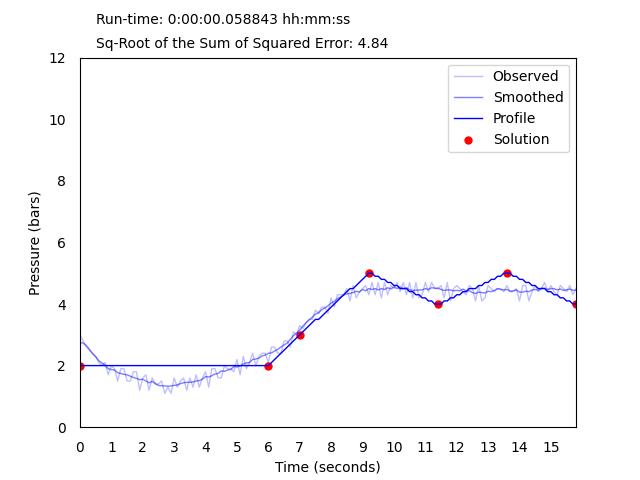 Run-time: 0:00:00.058843 hh:mm:ss
Sq-Root of the Sum of Squared Error: 4.84
12
10
8
6
4
2
0
Pressure (bars)
Observed
Smoothed
Profile
Solution
0 1 2 3 4 5 6 7 8 9 10 11 12 13 14 15
Time (seconds)